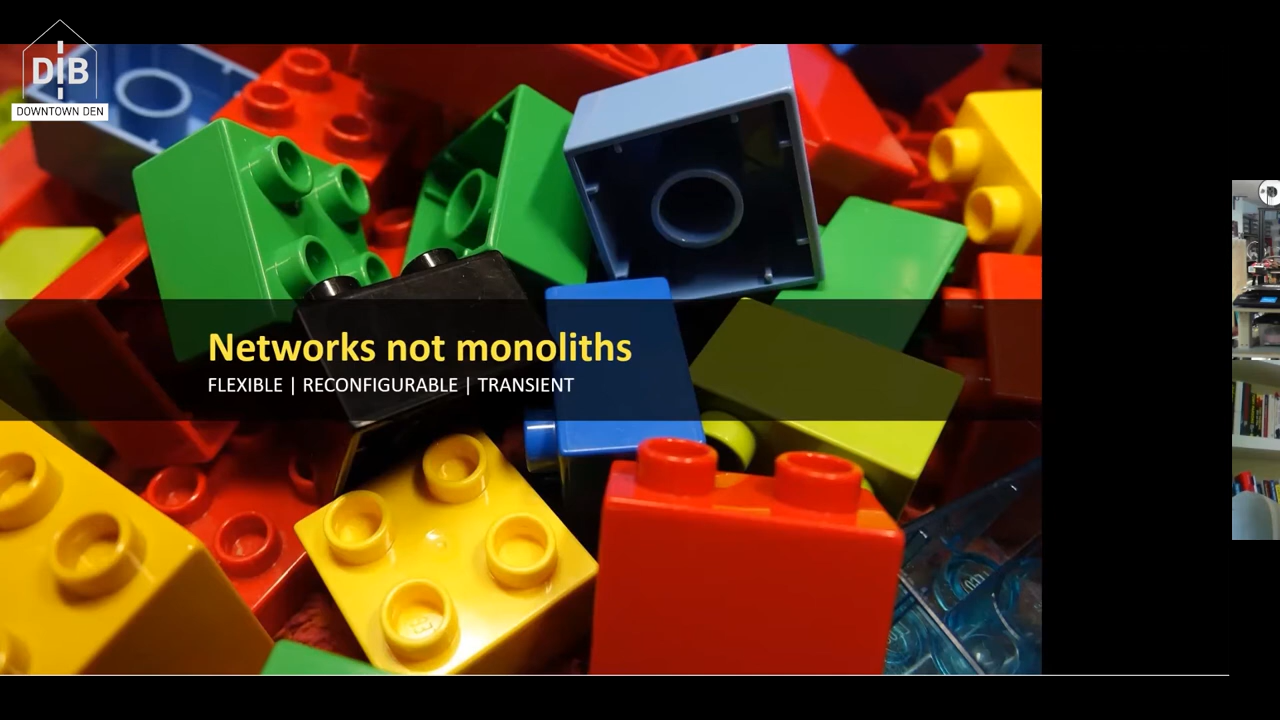 DIB
DOWNTOWN DEN
Networks not monoliths
FLEXIBLE | RECONFIGURABLE | TRANSIENT